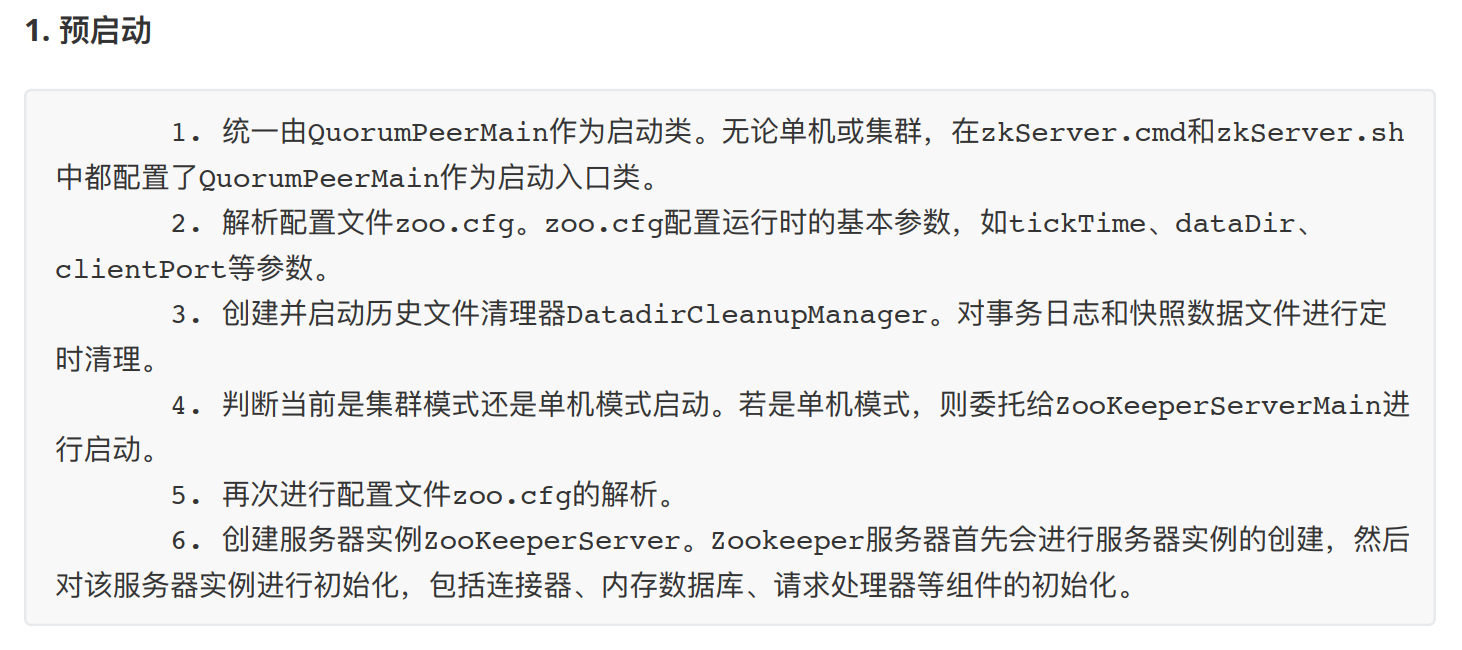 1. 预启动
1. 统一由QuorumPeerMain作为启动类。无论单机或集群，在zkServer.cmd和zkServer.sh
中都配置了QuorumPeerMain作为启动入口类。
2. 解析配置文件zoo.cfg。zoo.cfg配置运行时的基本参数，如tickTime、dataDir、
clientPort等参数。
3. 创建并启动历史文件清理器DatadirCleanupManager。对事务日志和快照数据文件进行定
时清理。
4. 判断当前是集群模式还是单机模式启动。若是单机模式，则委托给ZooKeeperServerMain进
行启动。
5. 再次进行配置文件zoo.cfg的解析。
6. 创建服务器实例ZooKeeperServer。Zookeeper服务器首先会进行服务器实例的创建，然后
对该服务器实例进行初始化，包括连接器、内存数据库、请求处理器等组件的初始化。